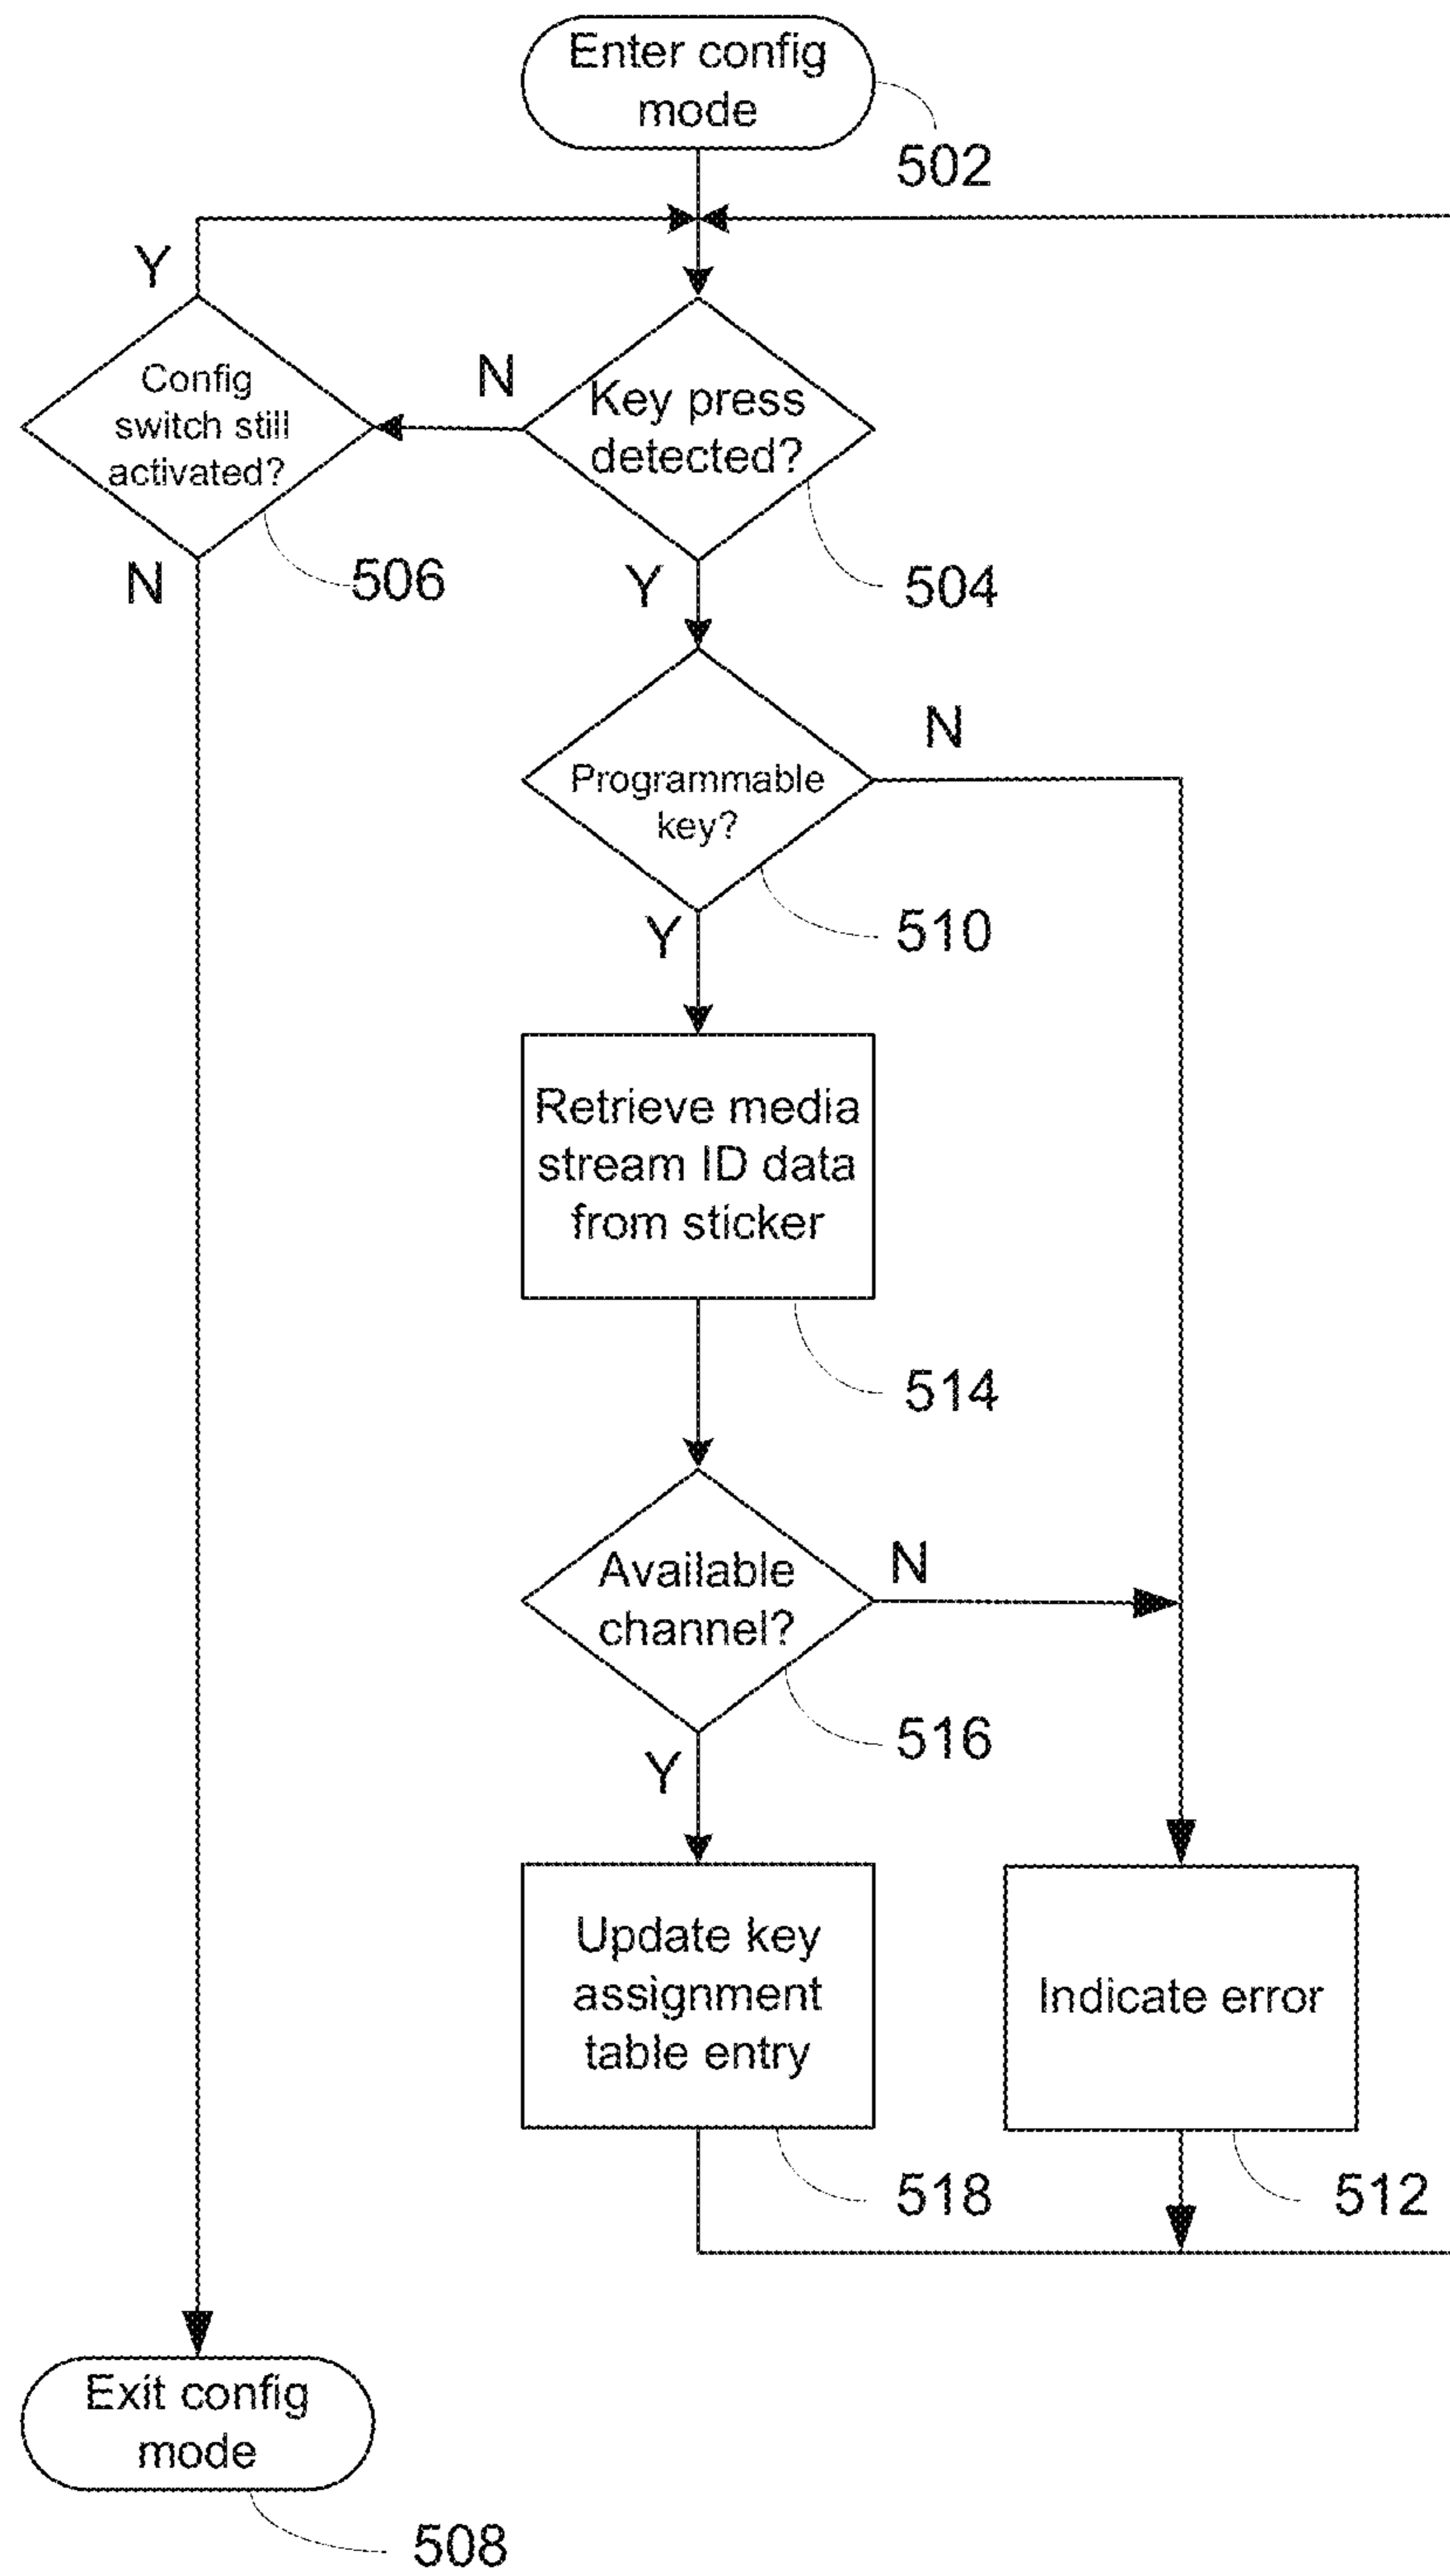 Enter config
mode
502
Y
Config
switch still
activated?
N
Key press
detected?
N
506
Y
504
N
Programmable
key?
510
Y
Retrieve media
stream ID data
from sticker
514
Available
channel?
N
516
Y
Update key
assignment
table entry
Indicate error
518
512
Exit config
mode
508